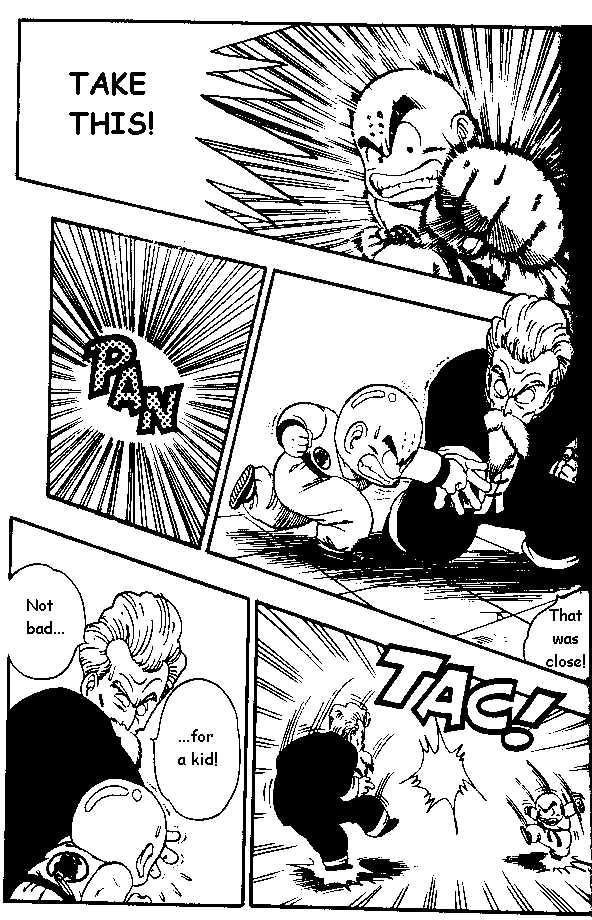 TAKE
THIS!
PAN
That
was
close!
Not
bad...
...for
a kid!
TAC!